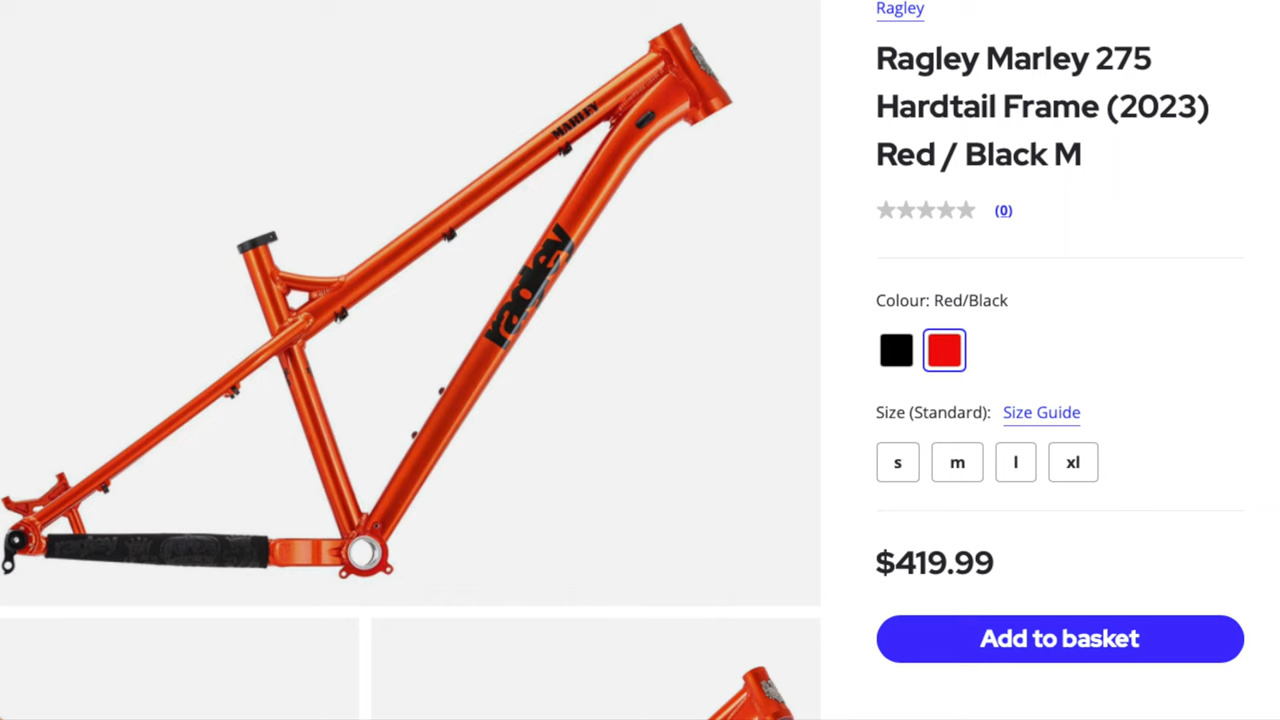 Ragley
Ragley Marley 275
Hardtail Frame (2023)
Red / Black M
(0)
Colour: Red/Black
Size (Standard): Size Guide
s m l xl
$419.99
Add to basket
MARLEY
ragley